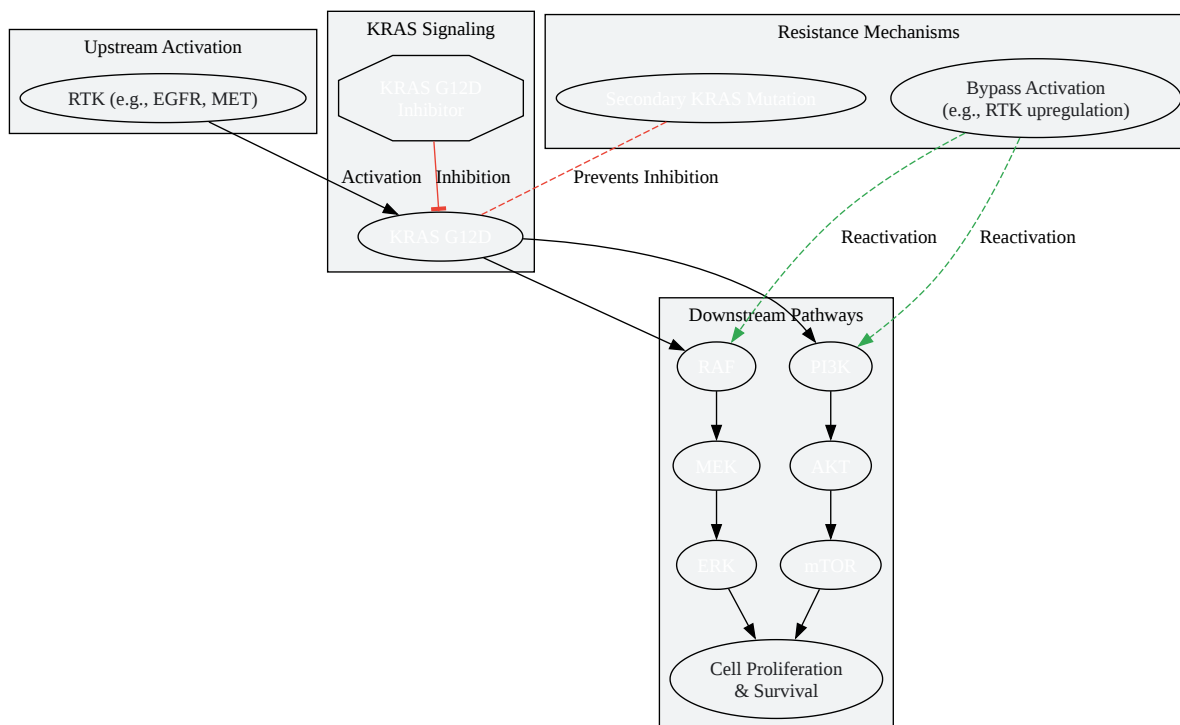 Upstream Activation
RTK (e.g., EGFR, MET)
KRAS Signaling
KRAS G12D
Inhibitor
Resistance Mechanisms
Secondary KRAS Mutation
Bypass Activation
(e.g., RTK upregulation)
Activation
Inhibition
Prevents Inhibition
KRAS G12D
Reactivation
Reactivation
Downstream Pathways
RAF
PI3K
MEK
AKT
ERK
mTOR
Cell Proliferation
& Survival